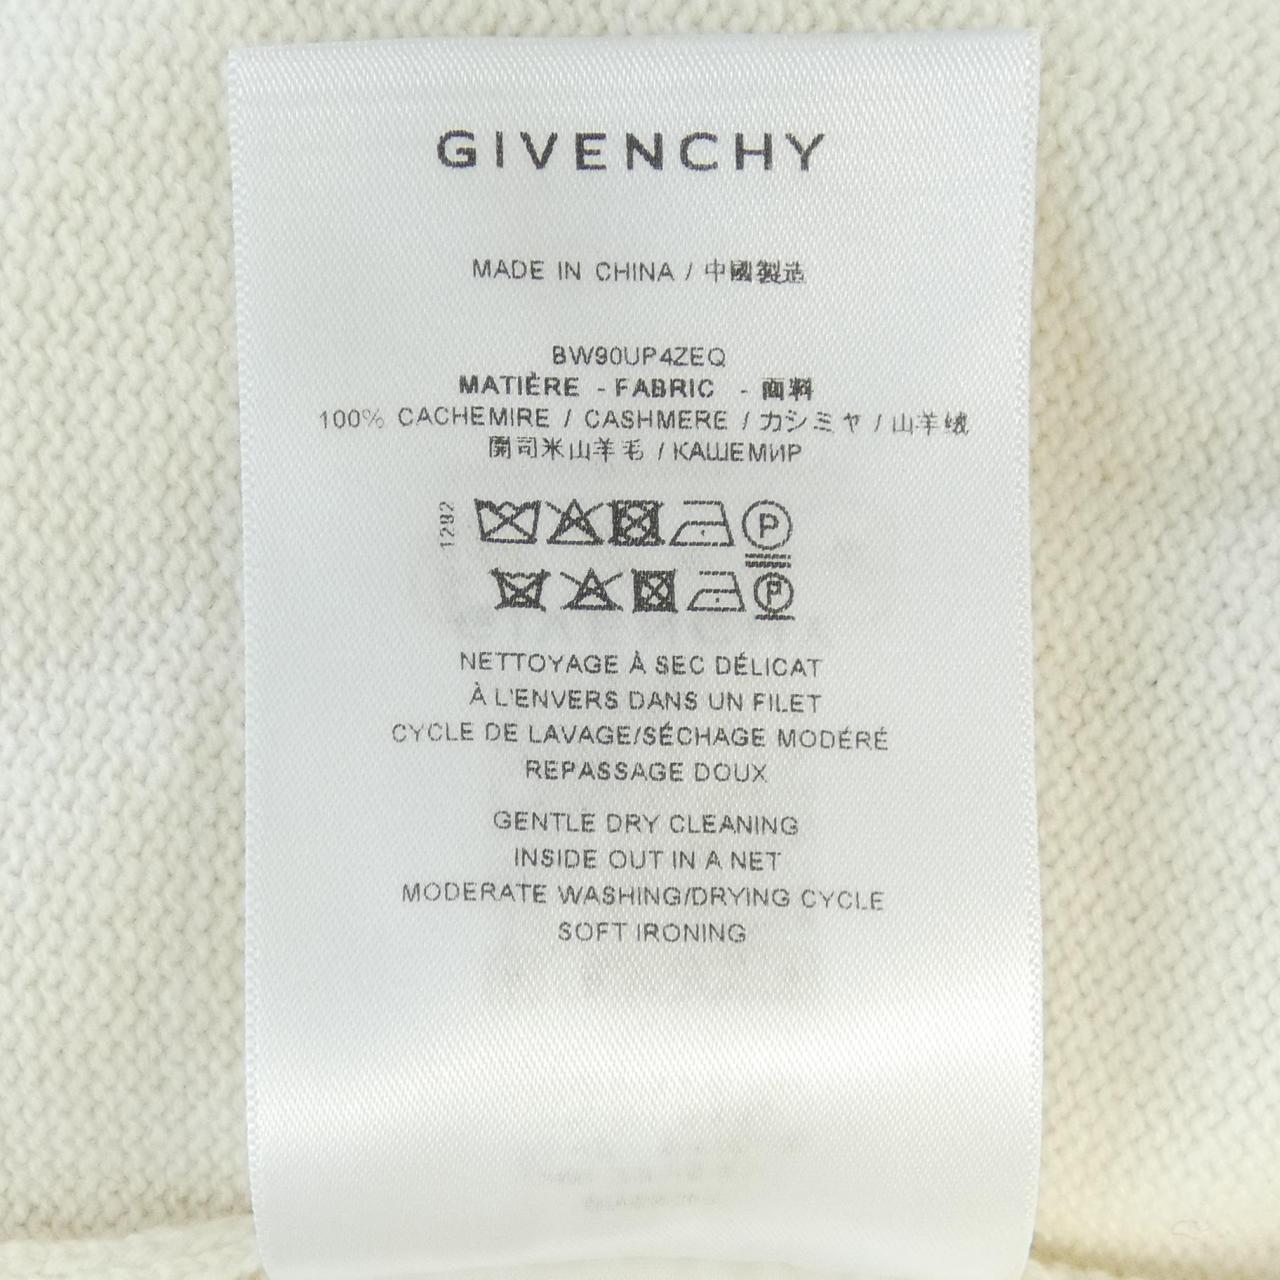 GIVENCHY
MADE IN CHINA / 中國製造
BW90UP4ZEQ
MATIÈRE - FABRIC - 面料
100% CACHEMIRE / CASHMERE / カシミヤ / 山羊绒
開司米山羊毛 / КАШЕМИР
1292
P
P
NETTOYAGE À SEC DÉLICAT
À L'ENVERS DANS UN FILET
CYCLE DE LAVAGE/SÉCHAGE MODÉRÉ
REPASSAGE DOUX
GENTLE DRY CLEANING
INSIDE OUT IN A NET
MODERATE WASHING/DRYING CYCLE
SOFT IRONING